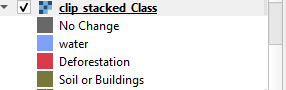 clip_stacked_Class
No Change
water
Deforestation
Soil or Buildings